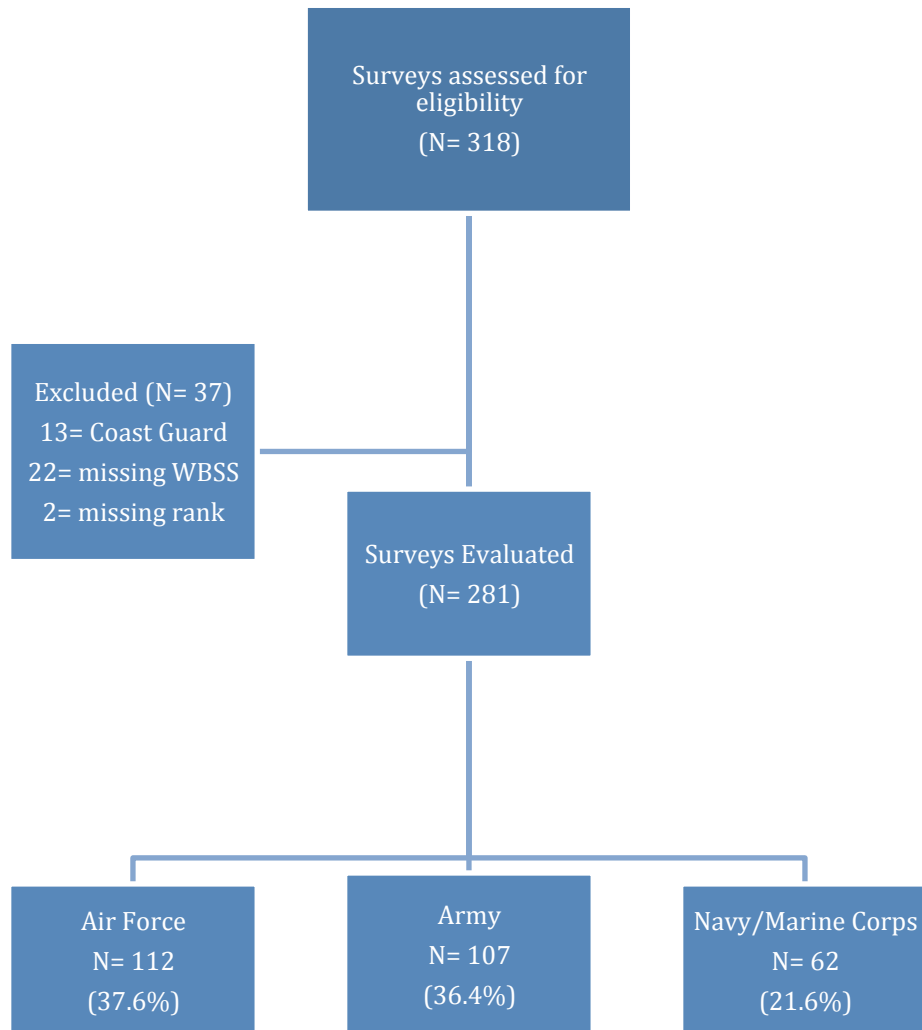 Surveys assessed for
eligibility
(N= 318)
Excluded (N= 37)
13= Coast Guard
22= missing WBSS
2= missing rank
Surveys Evaluated
(N= 281)
Air Force
N= 112
(37.6%)
Army
N= 107
(36.4%)
Navy/Marine Corps
N= 62
(21.6%)